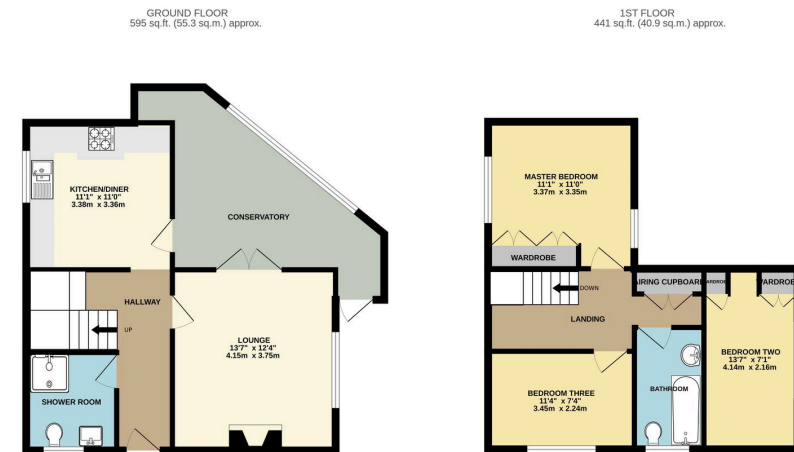 GROUND FLOOR
595 sq.ft. (55.3 sq.m.) approx.
1ST FLOOR
441 sq.ft. (40.9 sq.m.) approx.
KITCHEN/DINER
11'1" x 11'0"
3.38m x 3.36m
CONSERVATORY
HALLWAY
UP
LOUNGE
13'7" x 12'4"
4.15m x 3.75m
SHOWER ROOM
MASTER BEDROOM
11'1" x 11'0"
3.37m x 3.35m
WARDROBE
DOWN
AIRING CUPBOARD
WARDROBE
WARDROBE
LANDING
BEDROOM TWO
13'7" x 7'1"
4.14m x 2.16m
BEDROOM THREE
11'4" x 7'4"
3.45m x 2.24m
BATHROOM